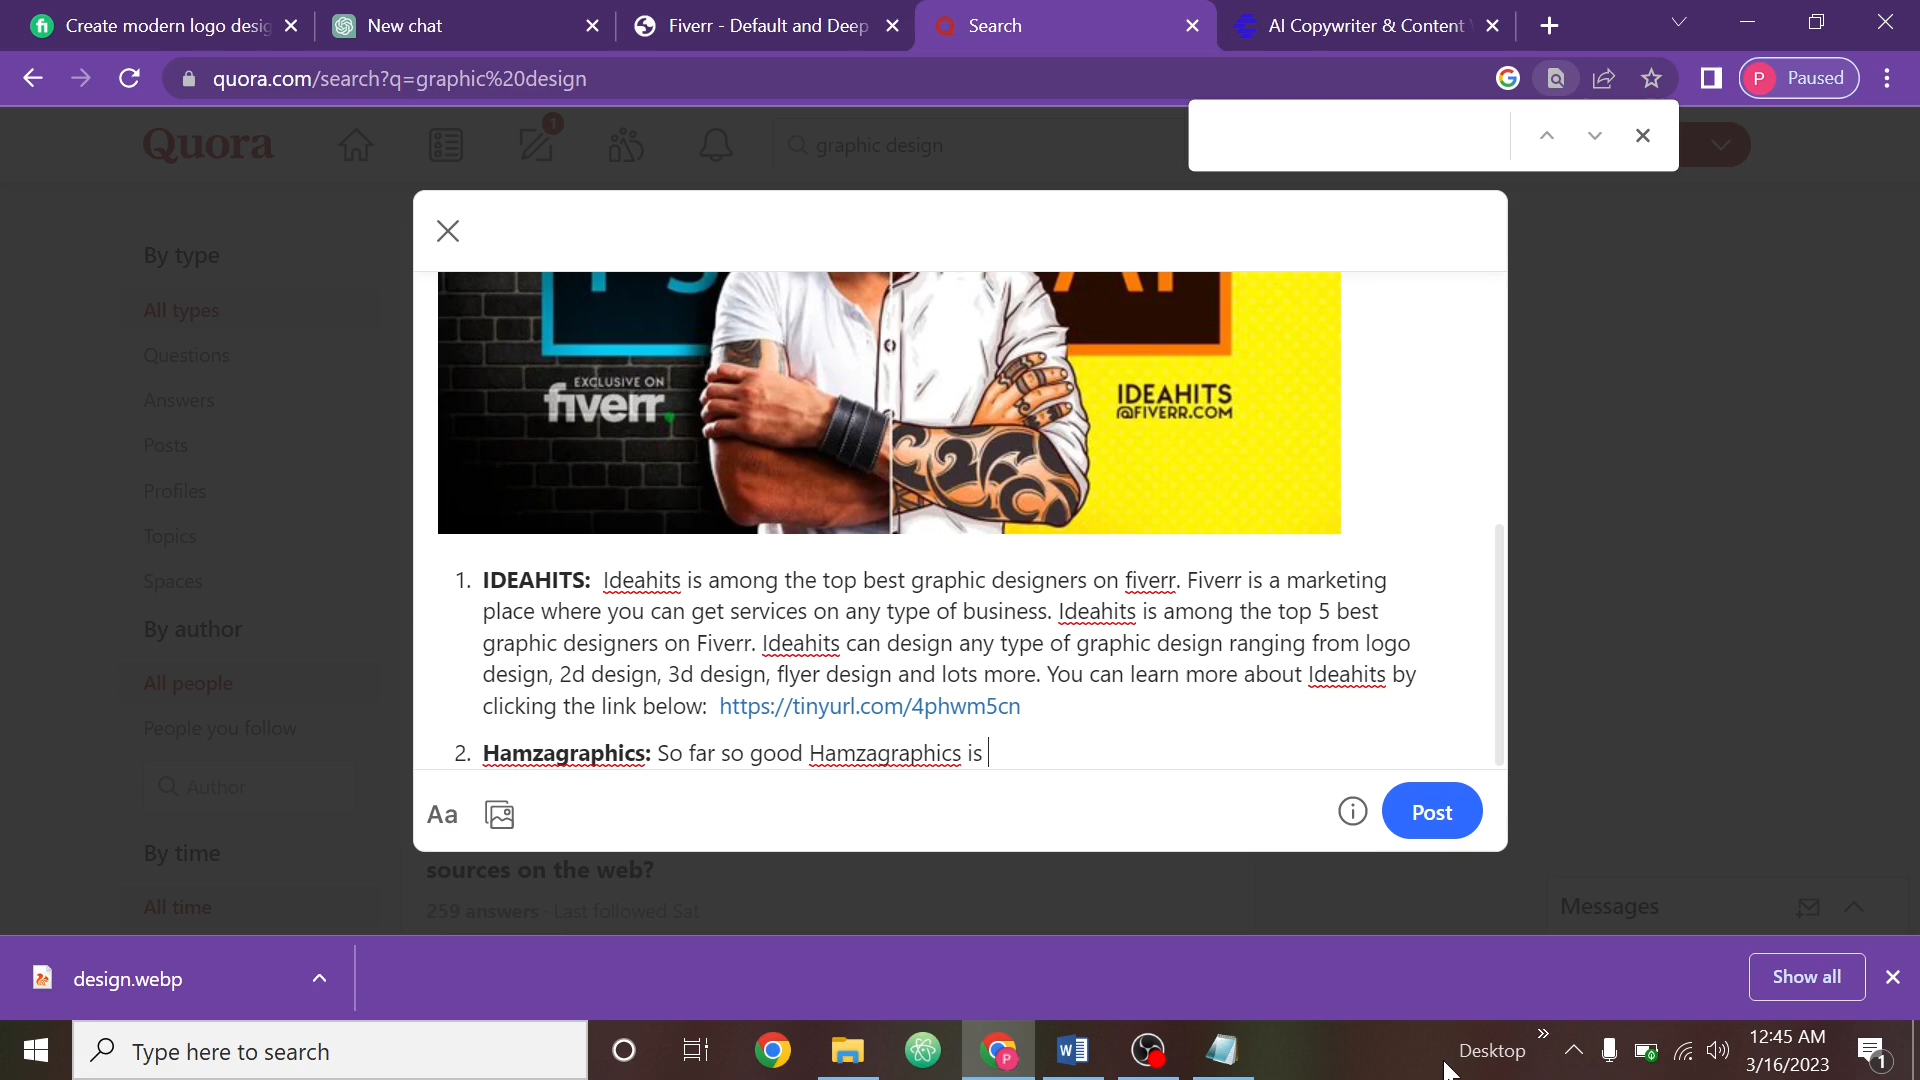 Create modern logo desig
New chat
Fiverr - Default and Deep
Search
AI Copywriter & Content
quora.com/search?q=graphic%20design
P
Paused
Quora
1
graphic design
By type
All types
Questions
Answers
Posts
Profiles
Topics
Spaces
By author
All people
People you follow
Author
By time
All time
EXCLUSIVE ON
fiverr.
IDEAHITS
@FIVERR.COM
1. IDEAHITS: Ideahits is among the top best graphic designers on fiverr. Fiverr is a marketing
place where you can get services on any type of business. Ideahits is among the top 5 best
graphic designers on Fiverr. Ideahits can design any type of graphic design ranging from logo
design, 2d design, 3d design, flyer design and lots more. You can learn more about Ideahits by
clicking the link below: https://tinyurl.com/4phwm5cn
2. Hamzagraphics: So far so good Hamzagraphics is
Aa
Post
sources on the web?
259 answers · Last followed Sat
Messages
design.webp
Show all
Type here to search
Desktop
12:45 AM
3/16/2023
1